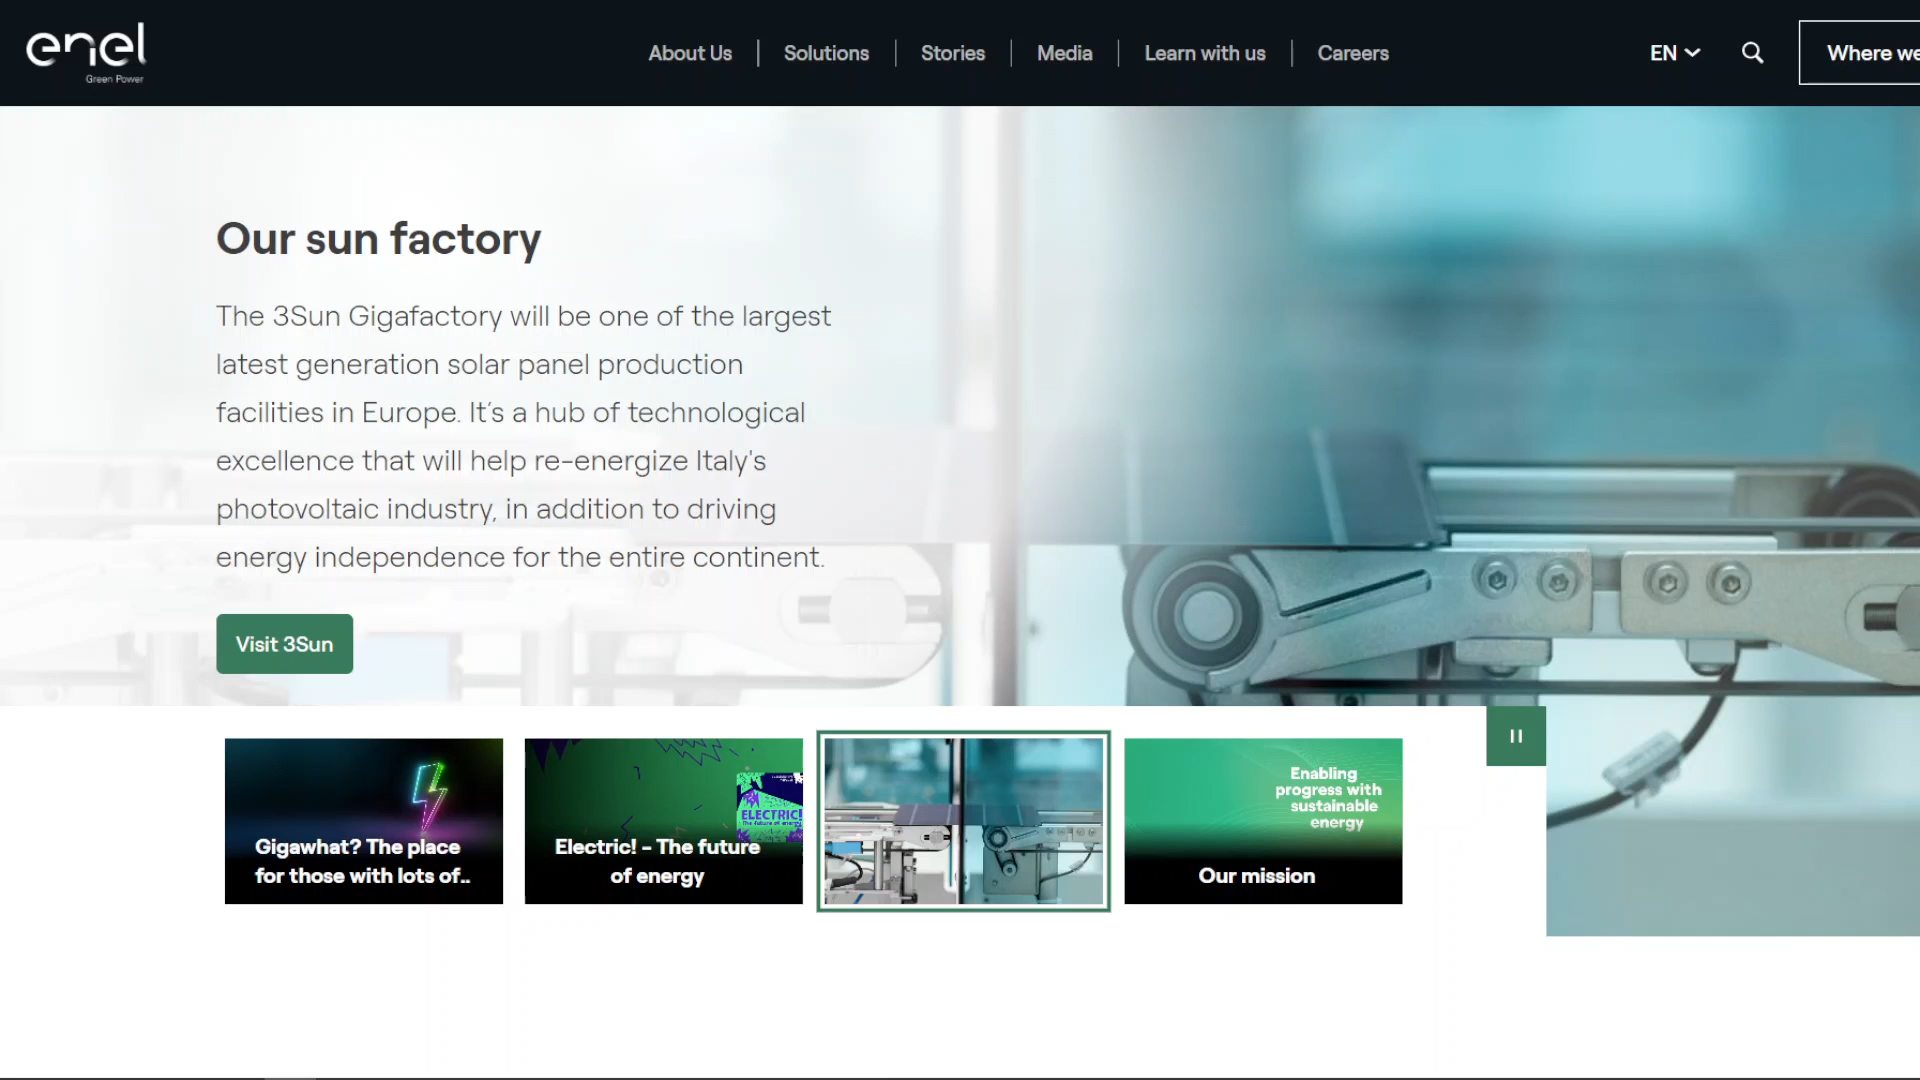 enel
Green Power
About Us
Solutions
Stories
Media
Learn with us
Careers
EN
Where we
Our sun factory
The 3Sun Gigafactory will be one of the largest
latest generation solar panel production
facilities in Europe. It's a hub of technological
excellence that will help re-energize Italy's
photovoltaic industry, in addition to driving
energy independence for the entire continent.
Visit 3Sun
Gigawhat? The place
for those with lots of..
ELECTRIC!
The future of energy
Electric! - The future
of energy
Enabling
progress with
sustainable
energy
Our mission